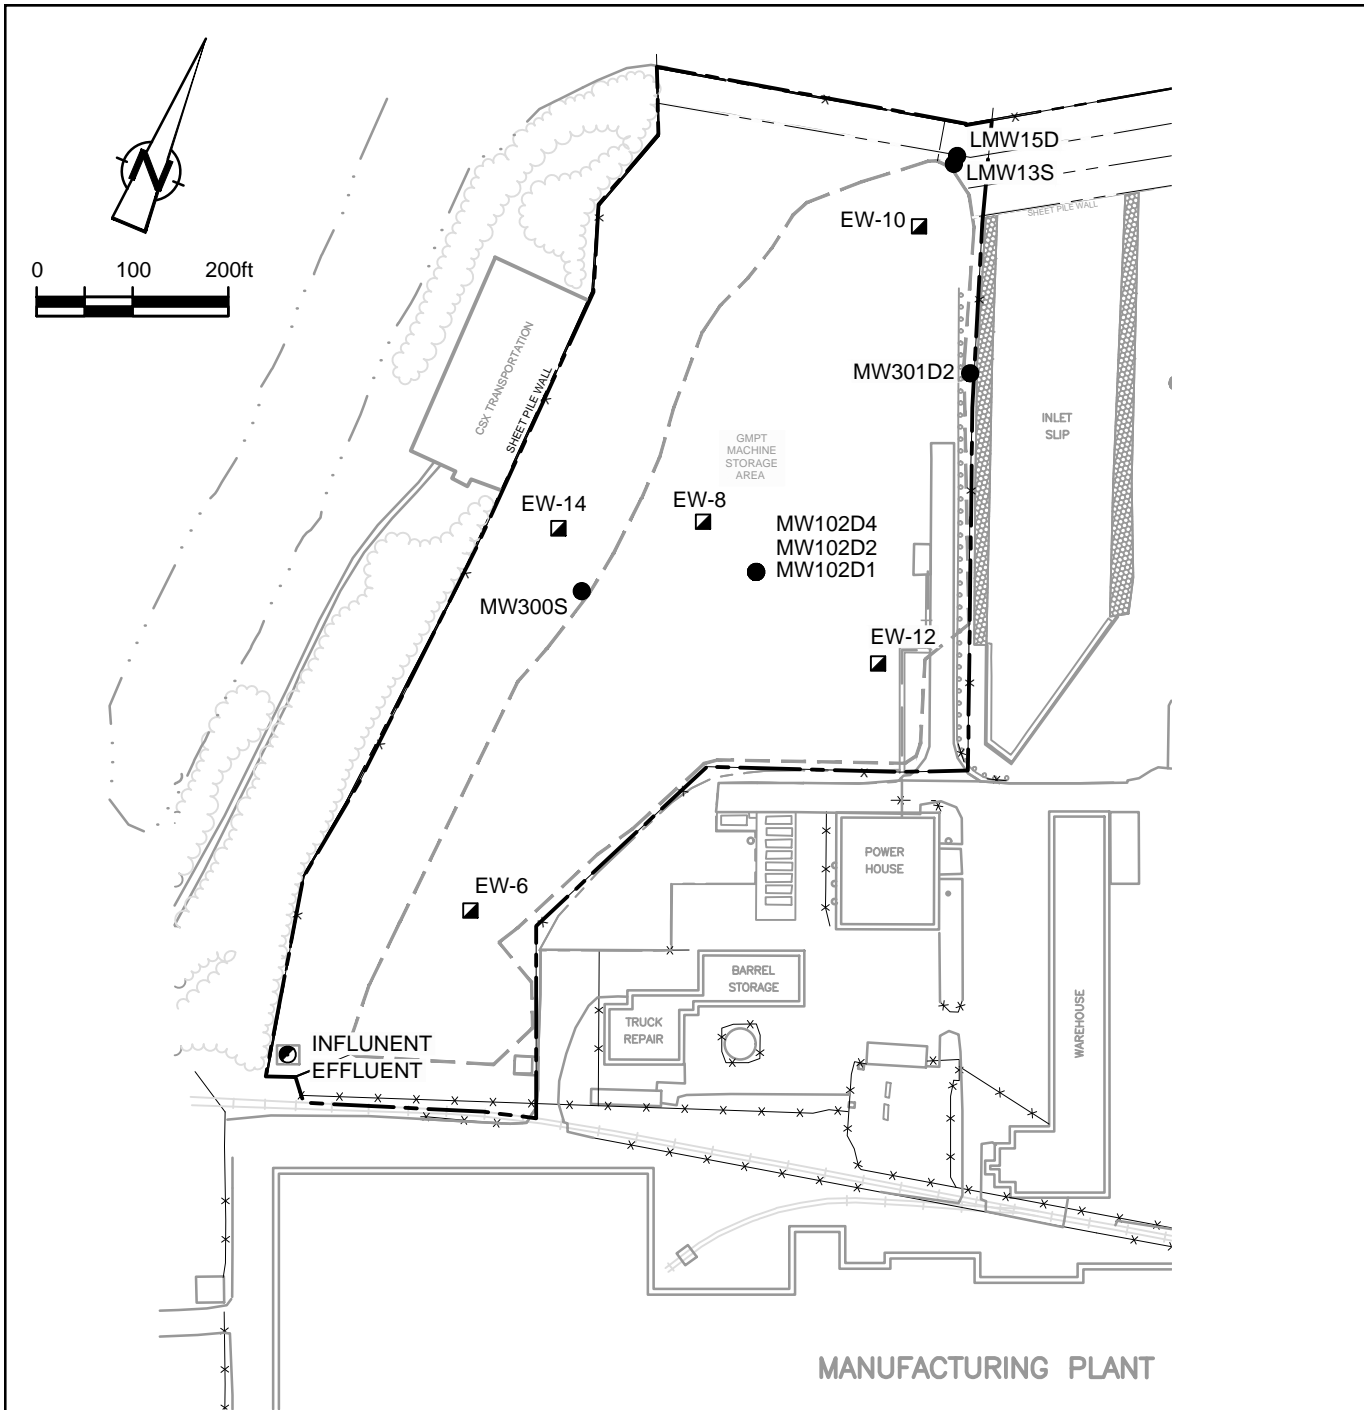 N
0 100 200ft
LMW15D
LMW13S
SHEET PILE WALL
EW-10
MW301D2
CSX TRANSPORTATION
SHEET PILE WALL
INLET
SLIP
GMPT
MACHINE
STORAGE
AREA
EW-14
EW-8
MW102D4
MW102D2
MW102D1
MW300S
EW-12
POWER
HOUSE
EW-6
BARREL
STORAGE
TRUCK
REPAIR
WAREHOUSE
INFLUNENT
EFFLUENT
MANUFACTURING PLANT